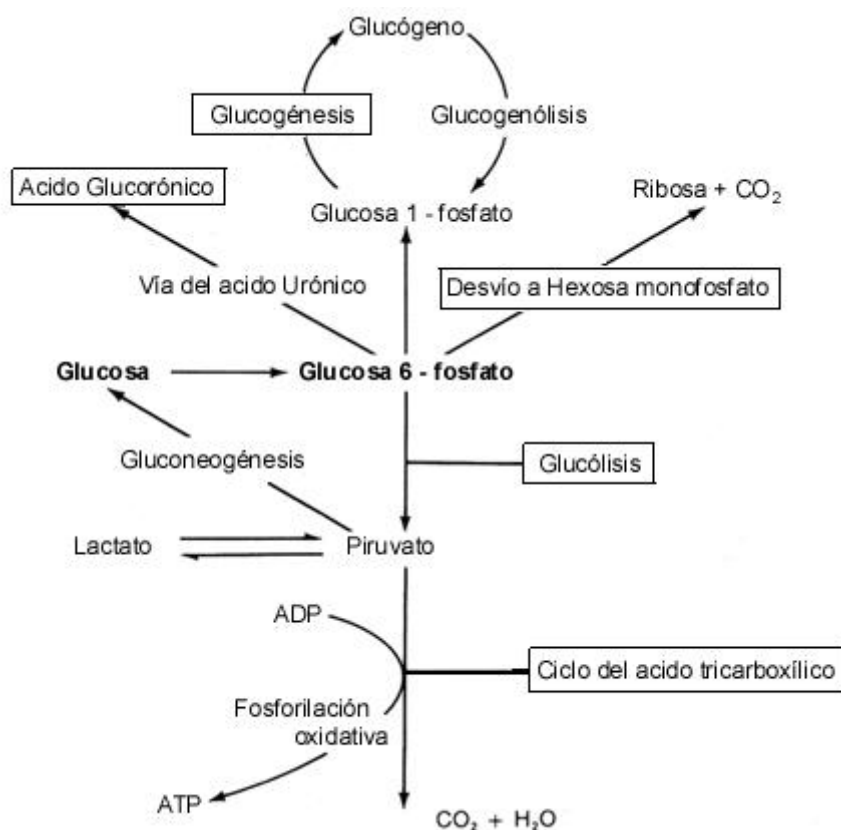 Glucógeno
Glucogénesis
Glucogenólisis
Acido Glucorónico
Ribosa + CO₂
Glucosa 1 - fosfato
Vía del acido Urónico
Desvío a Hexosa monofosfato
Glucosa
Glucosa 6 - fosfato
Gluconeogénesis
Glucólisis
Lactato
Piruvato
ADP
Ciclo del acido tricarboxílico
Fosforilación
oxidativa
ATP
CO₂ + H₂O